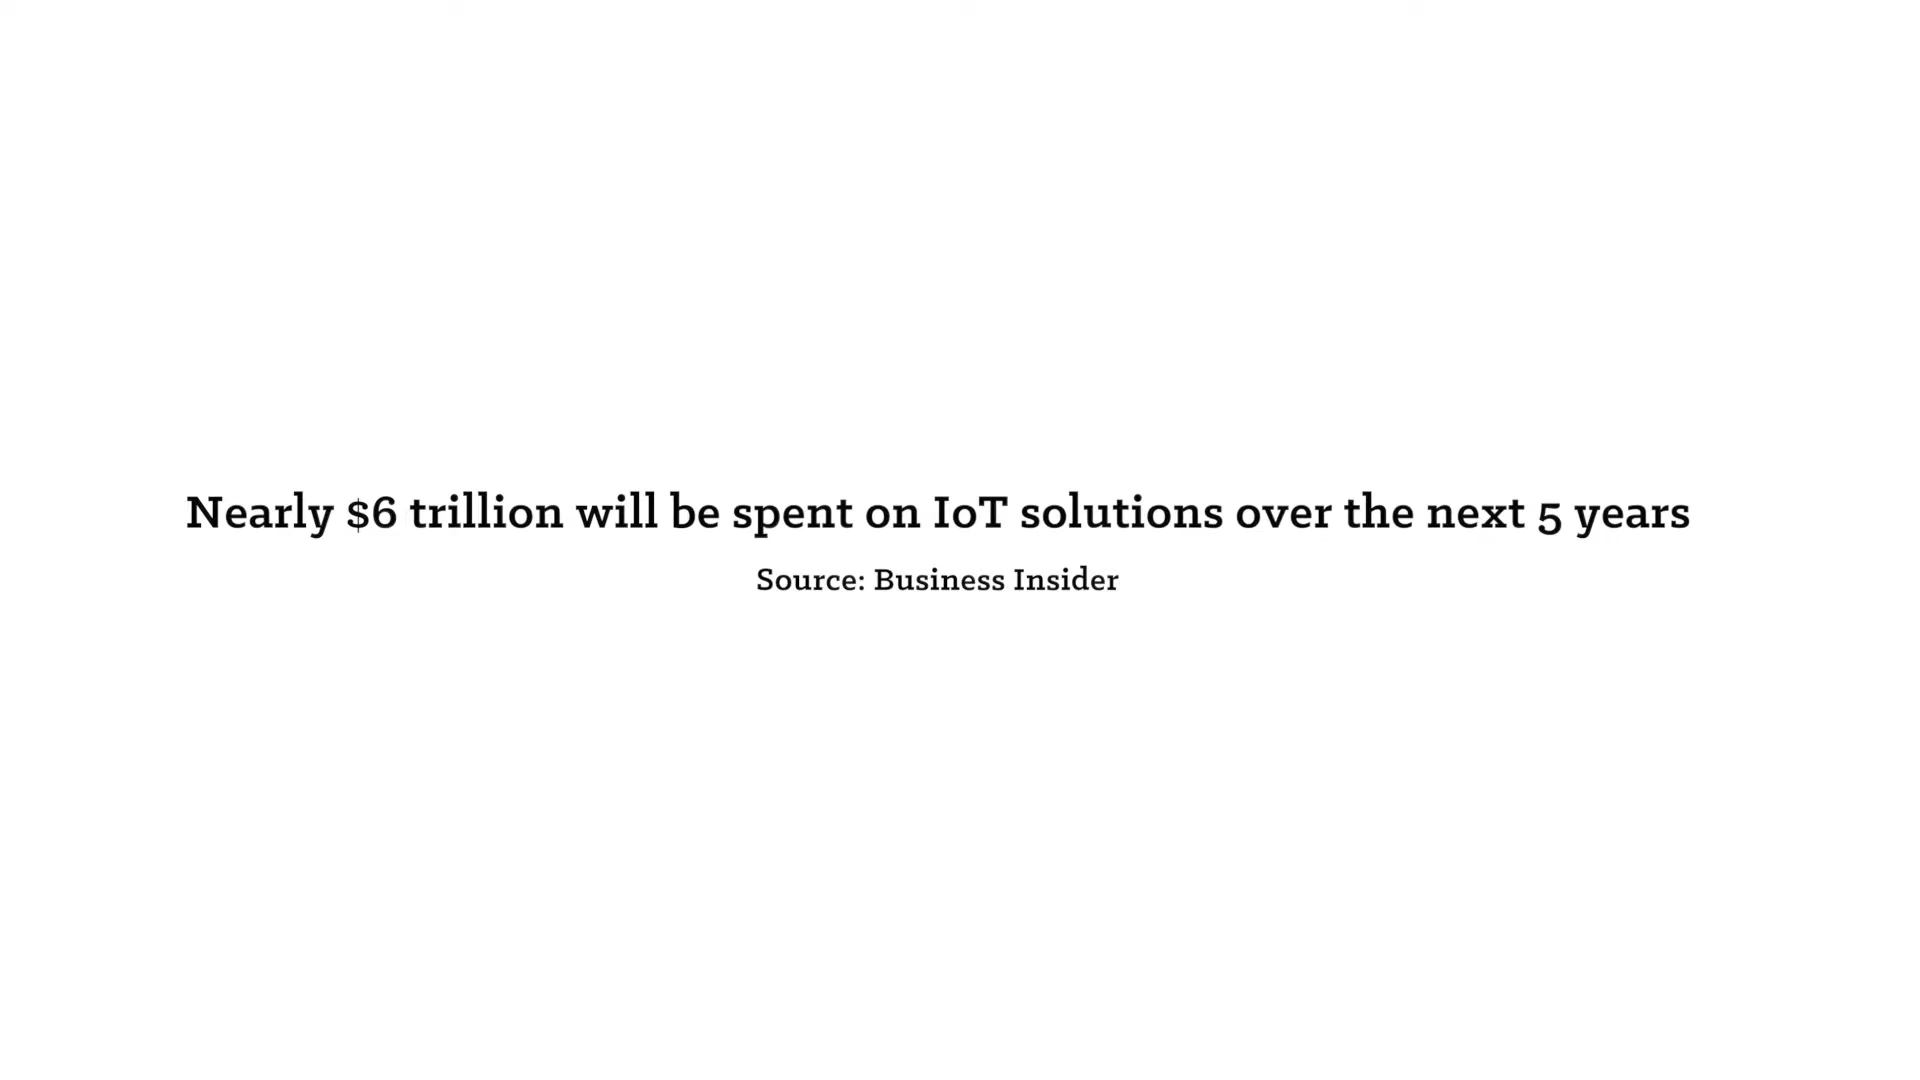 Nearly $6 trillion will be spent on IoT solutions over the next 5 years
Source: Business Insider